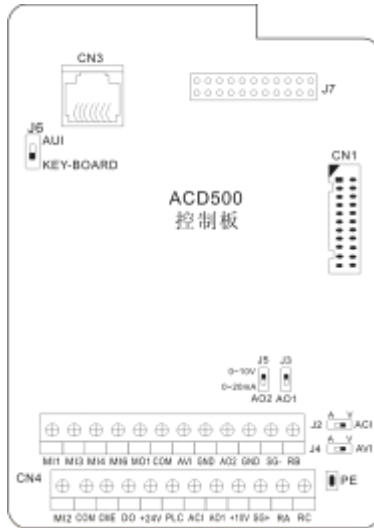 CN3
J7
J6
AUI
KEY-BOARD
CN1
ACD500
控制板
J5 J3
0~10V
0~20mA
AO2 AO1
J2 A V ACI
J4 A V AVI
MI1 MI3 MI4 MI6 MO1 COM AVI GND AO2 GND SG- RB
CN4
PE
MI2 COM CME DO +24V PLC ACI AO1 +10V SG+ RA RC